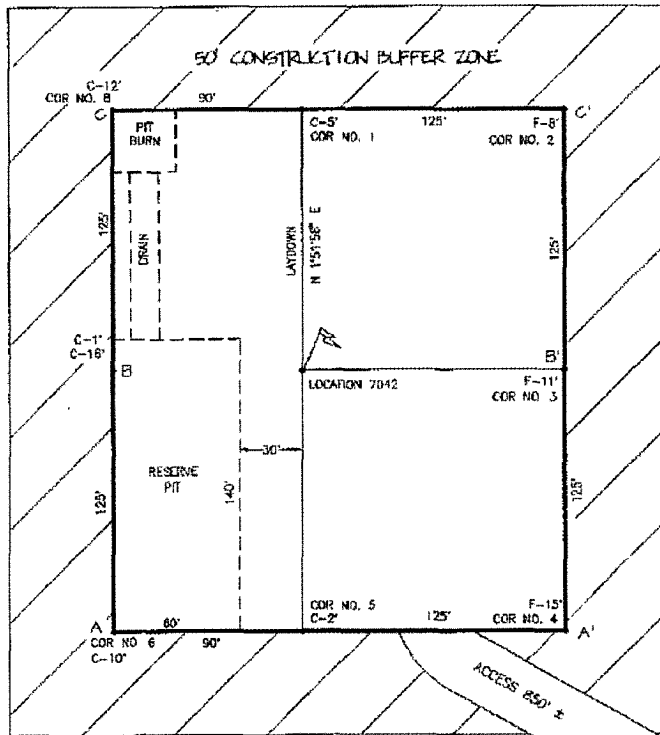 50' CONSTRUCTION BUFFER ZONE
C-12'
COR NO. 8
90'
C
C-5'
COR NO. 1
125'
F-8'
COR NO. 2
C'
PIT
BURN
125'
DRAIN
LAYDOWN
N 1°51'58" E
125'
C-1'
C-16'
B
LOCATION 7042
B'
F-11'
COR NO. 3
30'
RESERVE
PIT
140'
125'
125'
A
60'
COR NO 6
90'
C-10'
COR NO. 5
C-2'
125'
F-15'
COR NO. 4
A'
ACCESS 850' ±